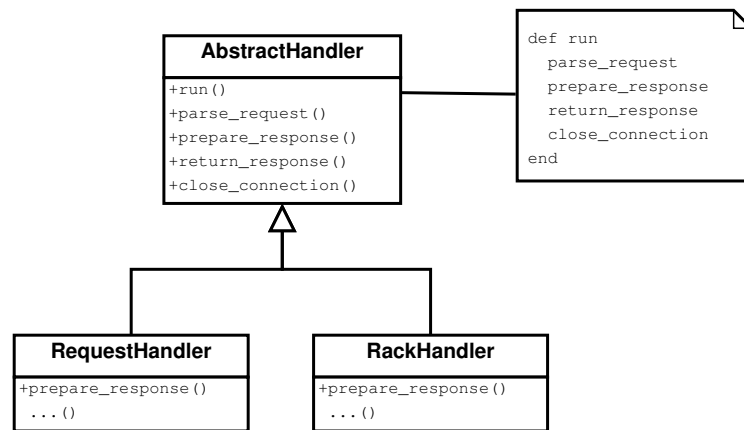 AbstractHandler
+run()
+parse_request()
+prepare_response()
+return_response()
+close_connection()
def run
parse_request
prepare_response
return_response
close_connection
end
RequestHandler
+prepare_response()
...()
RackHandler
+prepare_response()
...()